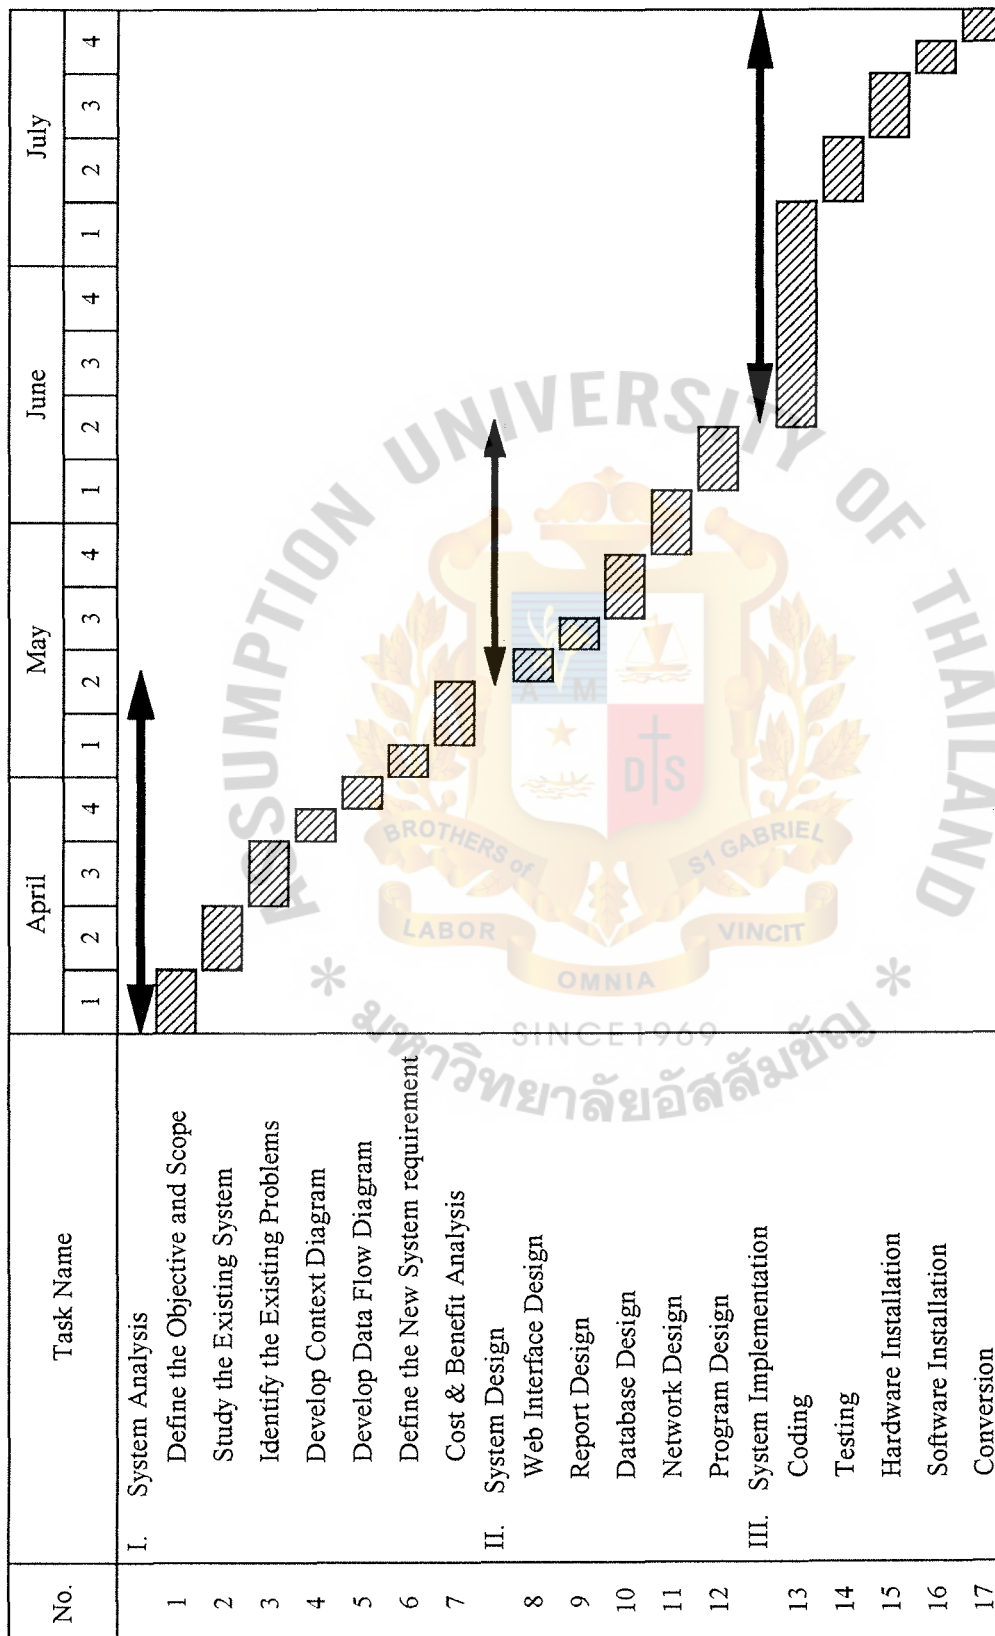 No. Task Name April May June July
1 2 3 4 1 2 3 4 1 2 3 4 1 2 3 4
I. System Analysis
1 Define the Objective and Scope
2 Study the Existing System
3 Identify the Existing Problems
4 Develop Context Diagram
5 Develop Data Flow Diagram
6 Define the New System requirement
7 Cost & Benefit Analysis
II. System Design
8 Web Interface Design
9 Report Design
10 Database Design
11 Network Design
12 Program Design
III. System Implementation
13 Coding
14 Testing
15 Hardware Installation
16 Software Installation
17 Conversion
ASSUMPTION UNIVERSITY OF THAILAND
A M
D S
BROTHERS of ST GABRIEL
LABOR OMNIA VINCIT
SINCE 1969
* มหาวิทยาลัยอัสสัมชัญ *